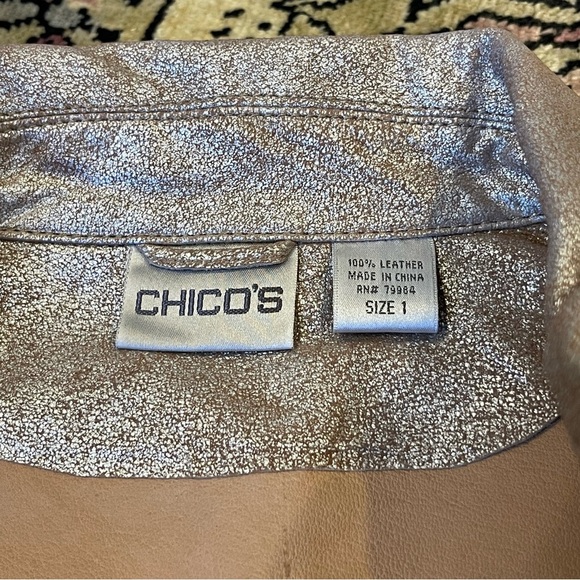 CHICO'S
100% LEATHER
MADE IN CHINA
RN# 79984
SIZE 1